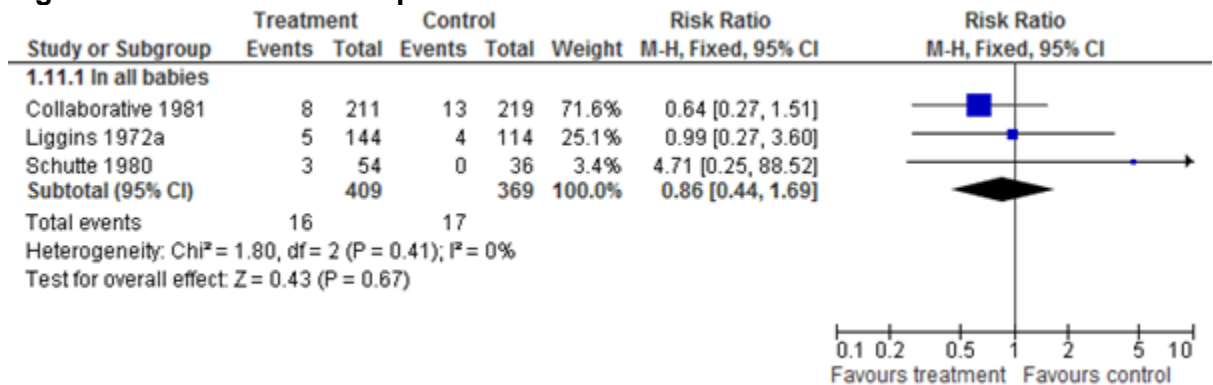 Treatment Control Risk Ratio Risk Ratio
Study or Subgroup Events Total Events Total Weight M-H, Fixed, 95% CI M-H, Fixed, 95% CI
1.11.1 In all babies
Collaborative 1981 8 211 13 219 71.6% 0.64 [0.27, 1.51]
Liggins 1972a 5 144 4 114 25.1% 0.99 [0.27, 3.60]
Schutte 1980 3 54 0 36 3.4% 4.71 [0.25, 88.52]
Subtotal (95% CI) 409 369 100.0% 0.86 [0.44, 1.69]
Total events 16 17
Heterogeneity: Chi² = 1.80, df = 2 (P = 0.41); I² = 0%
Test for overall effect: Z = 0.43 (P = 0.67)
0.1 0.2 0.5 1 2 5 10
Favours treatment Favours control